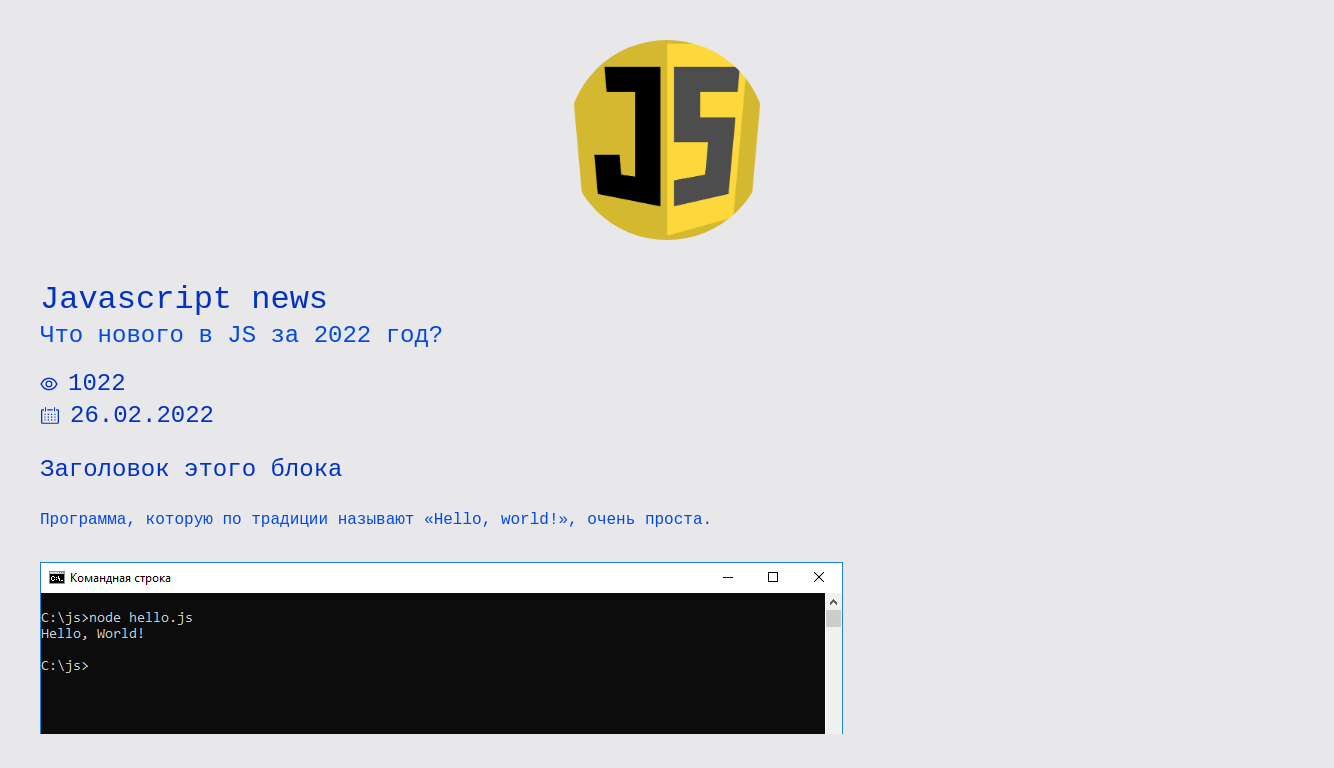 JS
Javascript news
Что нового в JS за 2022 год?
1022
26.02.2022
Заголовок этого блока
Программа, которую по традиции называют «Hello, world!», очень проста.
Командная строка
C:\js>node hello.js
Hello, World!
C:\js>